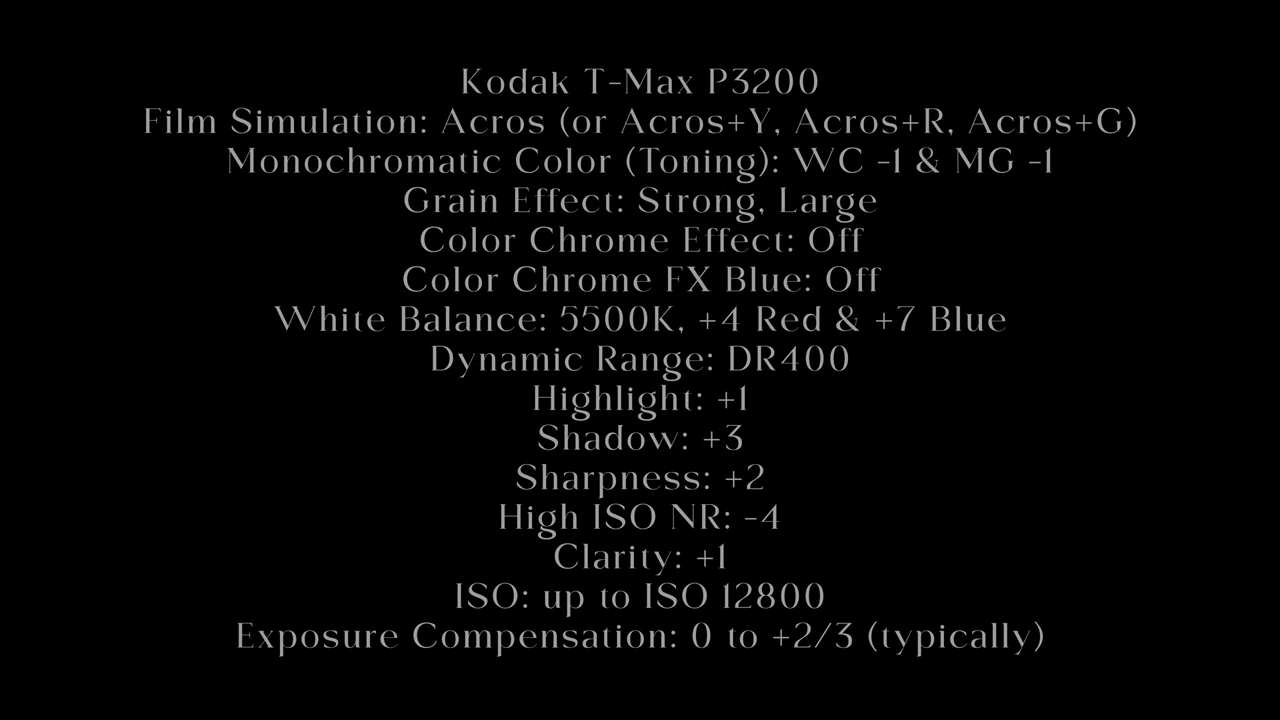 Kodak T-Max P3200
Film Simulation: Acros (or Acros+Y, Acros+R, Acros+G)
Monochromatic Color (Toning): WC -1 & MG -1
Grain Effect: Strong, Large
Color Chrome Effect: Off
Color Chrome FX Blue: Off
White Balance: 5500K, +4 Red & +7 Blue
Dynamic Range: DR400
Highlight: +1
Shadow: +3
Sharpness: +2
High ISO NR: -4
Clarity: +1
ISO: up to ISO 12800
Exposure Compensation: 0 to +2/3 (typically)